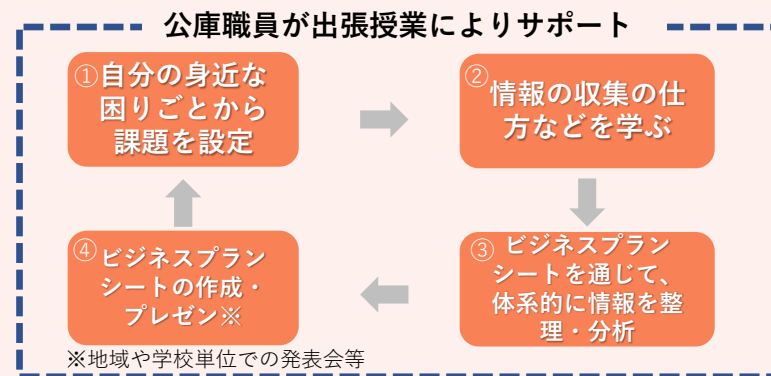 公庫職員が出張授業によりサポート
①自分の身近な
困りごとから
課題を設定
②情報の収集の仕
方などを学ぶ
③ビジネスプラン
シートを通じて、
体系的に情報を整
理・分析
④ビジネスプラン
シートの作成・
プレゼン※
※地域や学校単位での発表会等